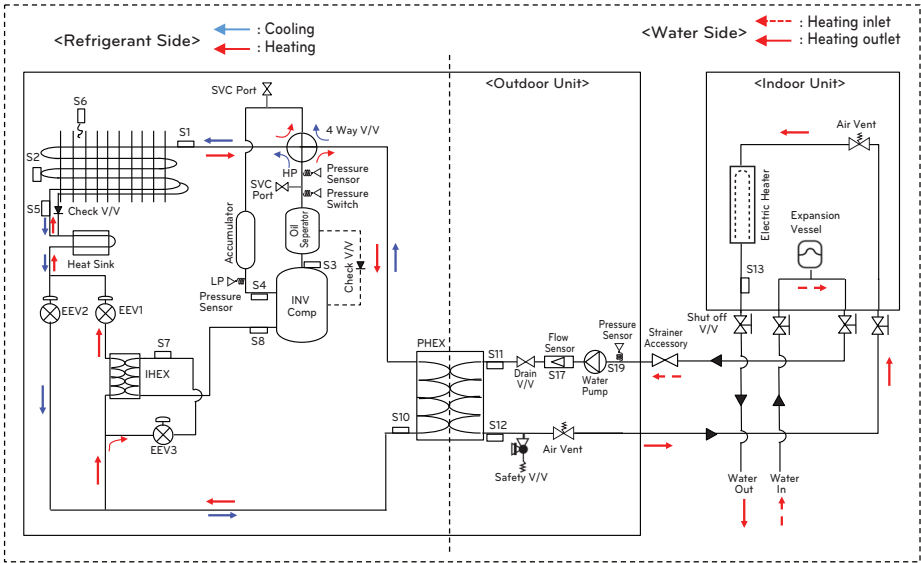 <Refrigerant Side>
: Cooling
: Heating
<Water Side>
: Heating inlet
: Heating outlet
<Outdoor Unit>
<Indoor Unit>
SVC Port
S6
S1
4 Way V/V
Air Vent
S2
HP
Pressure
Sensor
SVC
Port
Pressure
Switch
S5
Check V/V
Accumulator
Oil
Seperator
Check V/V
Electric Heater
Expansion
Vessel
Heat Sink
S3
LP
Pressure
Sensor
S4
INV
Comp
S13
EEV2
EEV1
S8
Shut off
V/V
Pressure
Sensor
S19
Flow
Sensor
S17
Strainer
Accessory
PHEX
S11
Drain
V/V
Water
Pump
S7
IHEX
S10
S12
EEV3
Air Vent
Safety V/V
Water
Out
Water
In